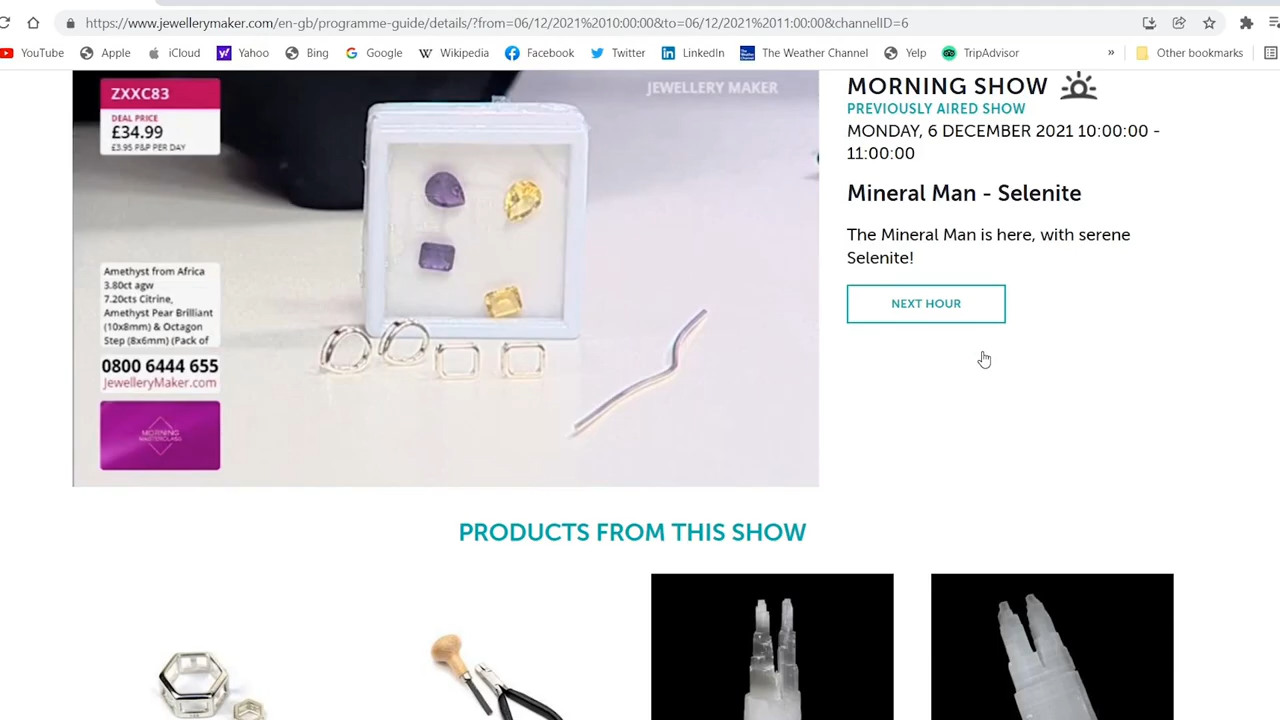 https://www.jewellerymaker.com/en-gb/programme-guide/details/?from=06/12/2021%2010:00:00&to=06/12/2021%2011:00:00&channelID=6
YouTube Apple iCloud Yahoo Bing Google Wikipedia Facebook Twitter LinkedIn The Weather Channel Yelp TripAdvisor » Other bookmarks
ZXXC83
DEAL PRICE
£34.99
£3.95 P&P PER DAY
JEWELLERY MAKER
Amethyst from Africa
3.80ct agw
7.20cts Citrine,
Amethyst Pear Brilliant
(10x8mm) & Octagon
Step (8x6mm) (Pack of
0800 6444 655
JewelleryMaker.com
MORNING
MASTERCLASS
MORNING SHOW
PREVIOUSLY AIRED SHOW
MONDAY, 6 DECEMBER 2021 10:00:00 -
11:00:00
Mineral Man - Selenite
The Mineral Man is here, with serene
Selenite!
NEXT HOUR
PRODUCTS FROM THIS SHOW